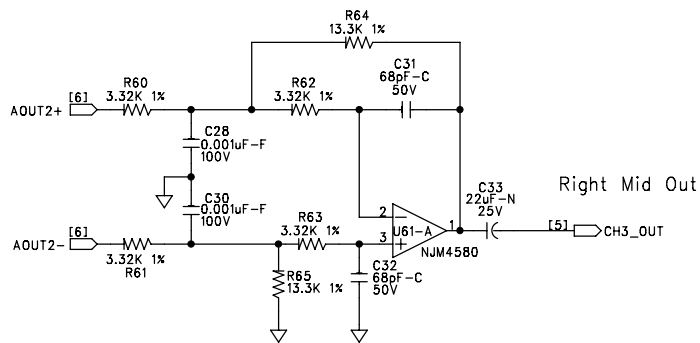 R64
13.3K 1%
C31
68pF-C
50V
R60
3.32K 1%
R62
3.32K 1%
[6]
AOUT2+
C28
0.001uF-F
100V
C30
0.001uF-F
100V
Right Mid Out
C33
22uF-N
25V
2
U61-A
1
3
NJM4580
[5]
CH3_OUT
[6]
AOUT2-
3.32K 1%
R61
R63
3.32K 1%
R65
13.3K 1%
C32
68pF-C
50V